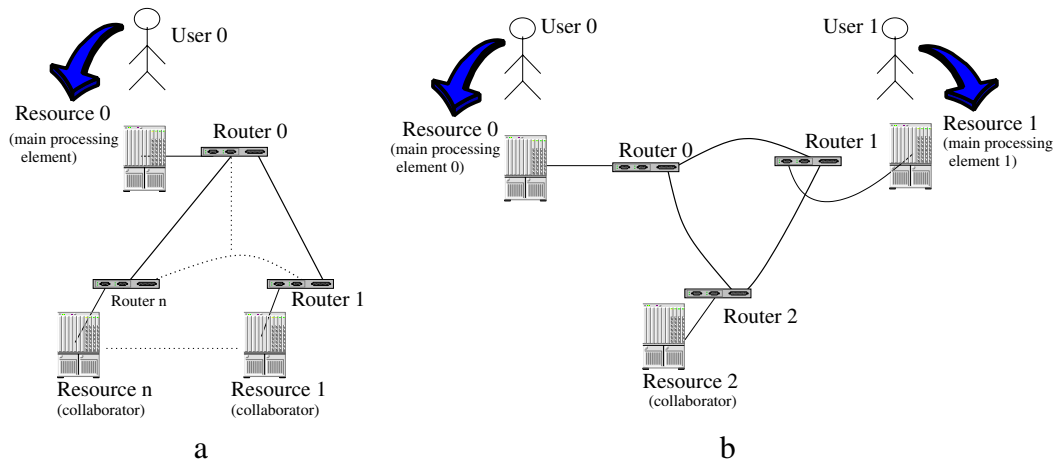 User 0
Resource 0
(main processing
element)
Router 0
Router n
Router 1
Resource n
(collaborator)
Resource 1
(collaborator)
a
User 0
User 1
Resource 0
(main processing
element 0)
Router 0
Router 1
Resource 1
(main processing
element 1)
Router 2
Resource 2
(collaborator)
b